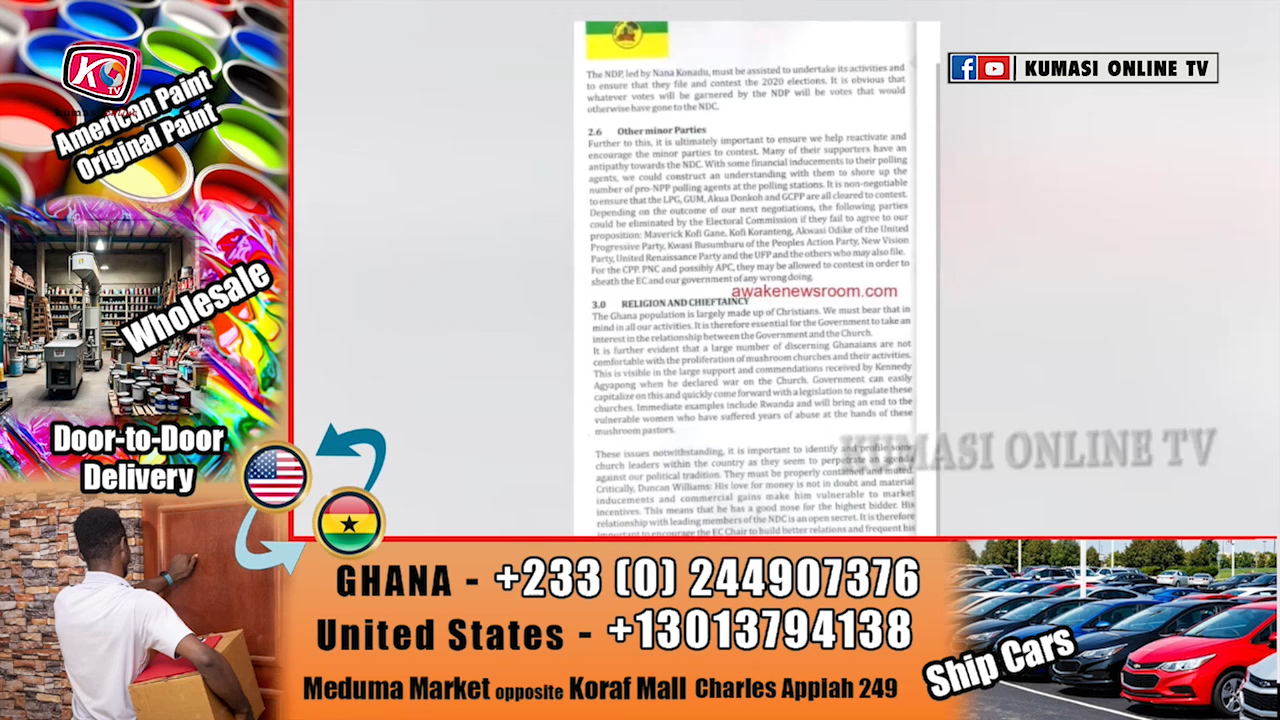 KO
TV
American Paint
Original Paint
Wholesale
Door-to-Door
Delivery
KUMASI ONLINE TV
The NDP, led by Nana Konadu, must be assisted to undertake its activities and
to ensure that they file and contest the 2020 elections. It is obvious that
whatever votes will be garnered by the NDP will be votes that would
otherwise have gone to the NDC.
2.6 Other minor Parties
Further to this, it is ultimately important to ensure we help reactivate and
encourage the minor parties to contest. Many of their supporters have an
antipathy towards the NDC. With some financial inducements to their polling
agents, we could construct an understanding with them to shore up the
number of pro-NPP polling agents at the polling stations. It is non-negotiable
to ensure that the LPG, GUM, Akua Donkoh and GCPP are all cleared to contest.
Depending on the outcome of our next negotiations, the following parties
could be eliminated by the Electoral Commission if they fail to agree to our
proposition: Maverick Kofi Gane, Kofi Koranteng, Akwasi Odike of the United
Progressive Party, Kwasi Busumburu of the Peoples Action Party, New Vision
Party, United Renaissance Party and the UFP and the others who may also file.
For the CPP, PNC and possibly APC, they may be allowed to contest in order to
sheath the EC and our government of any wrong doing.
awakenewsroom.com
3.0 RELIGION AND CHIEFTAINCY
The Ghana population is largely made up of Christians. We must bear that in
mind in all our activities. It is therefore essential for the Government to take an
interest in the relationship between the Government and the Church.
It is further evident that a large number of discerning Ghanaians are not
comfortable with the proliferation of mushroom churches and their activities.
This is visible in the large support and commendations received by Kennedy
Agyapong when he declared war on the Church. Government can easily
capitalize on this and quickly come forward with a legislation to regulate these
churches. Immediate examples include Rwanda and will bring an end to the
vulnerable women who have suffered years of abuse at the hands of these
mushroom pastors.
These issues notwithstanding, it is important to identify and profile some
church leaders within the country as they seem to perpetrate an agenda
against our political tradition. They must be properly contained and muted.
Critically, Duncan Williams: His love for money is not in doubt and material
inducements and commercial gains make him vulnerable to market
incentives. This means that he has a good nose for the highest bidder. His
relationship with leading members of the NDC is an open secret. It is therefore
important to encourage the EC Chair to build better relations and frequent his
KUMASI ONLINE TV
GHANA - +233 (0) 244907376
United States - +13013794138
Meduma Market opposite Koraf Mall Charles Appiah 249
Ship Cars